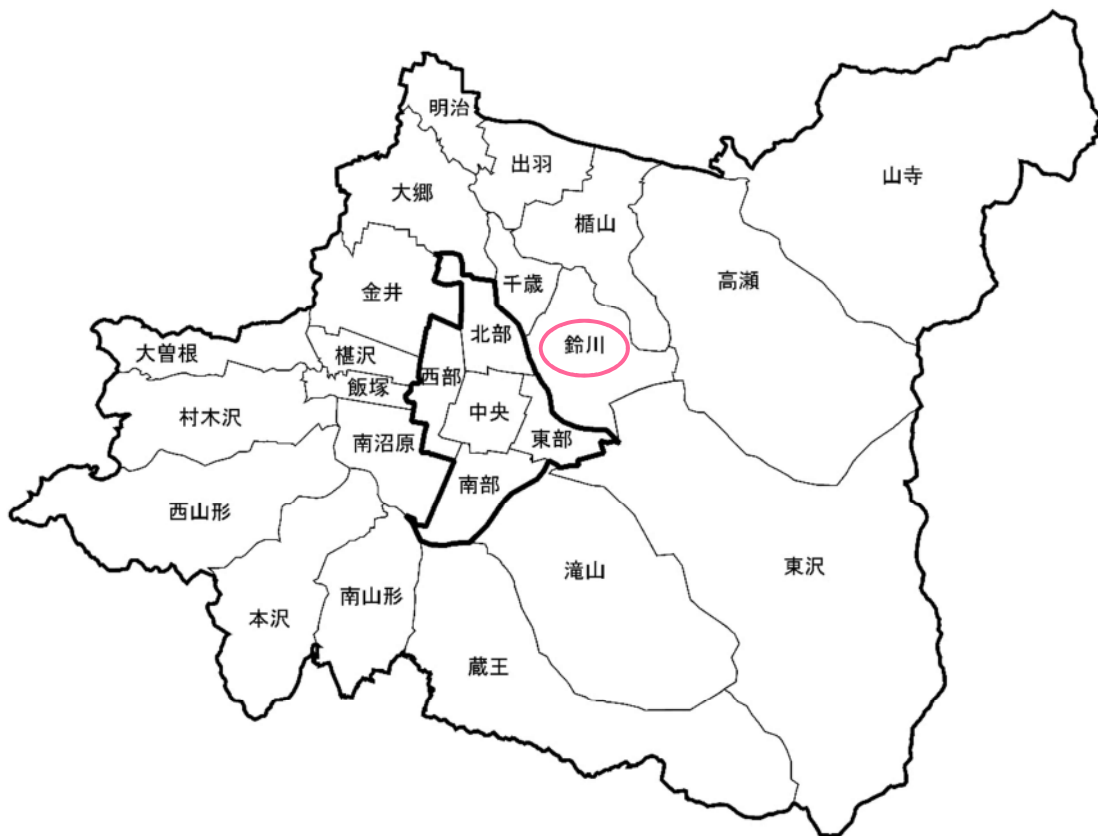 明治
出羽
山寺
大郷
楯山
千歳
高瀬
金井
北部
鈴川
大曽根
椹沢
西部
飯塚
村木沢
中央
南沼原
東部
南部
西山形
滝山
東沢
南山形
本沢
蔵王